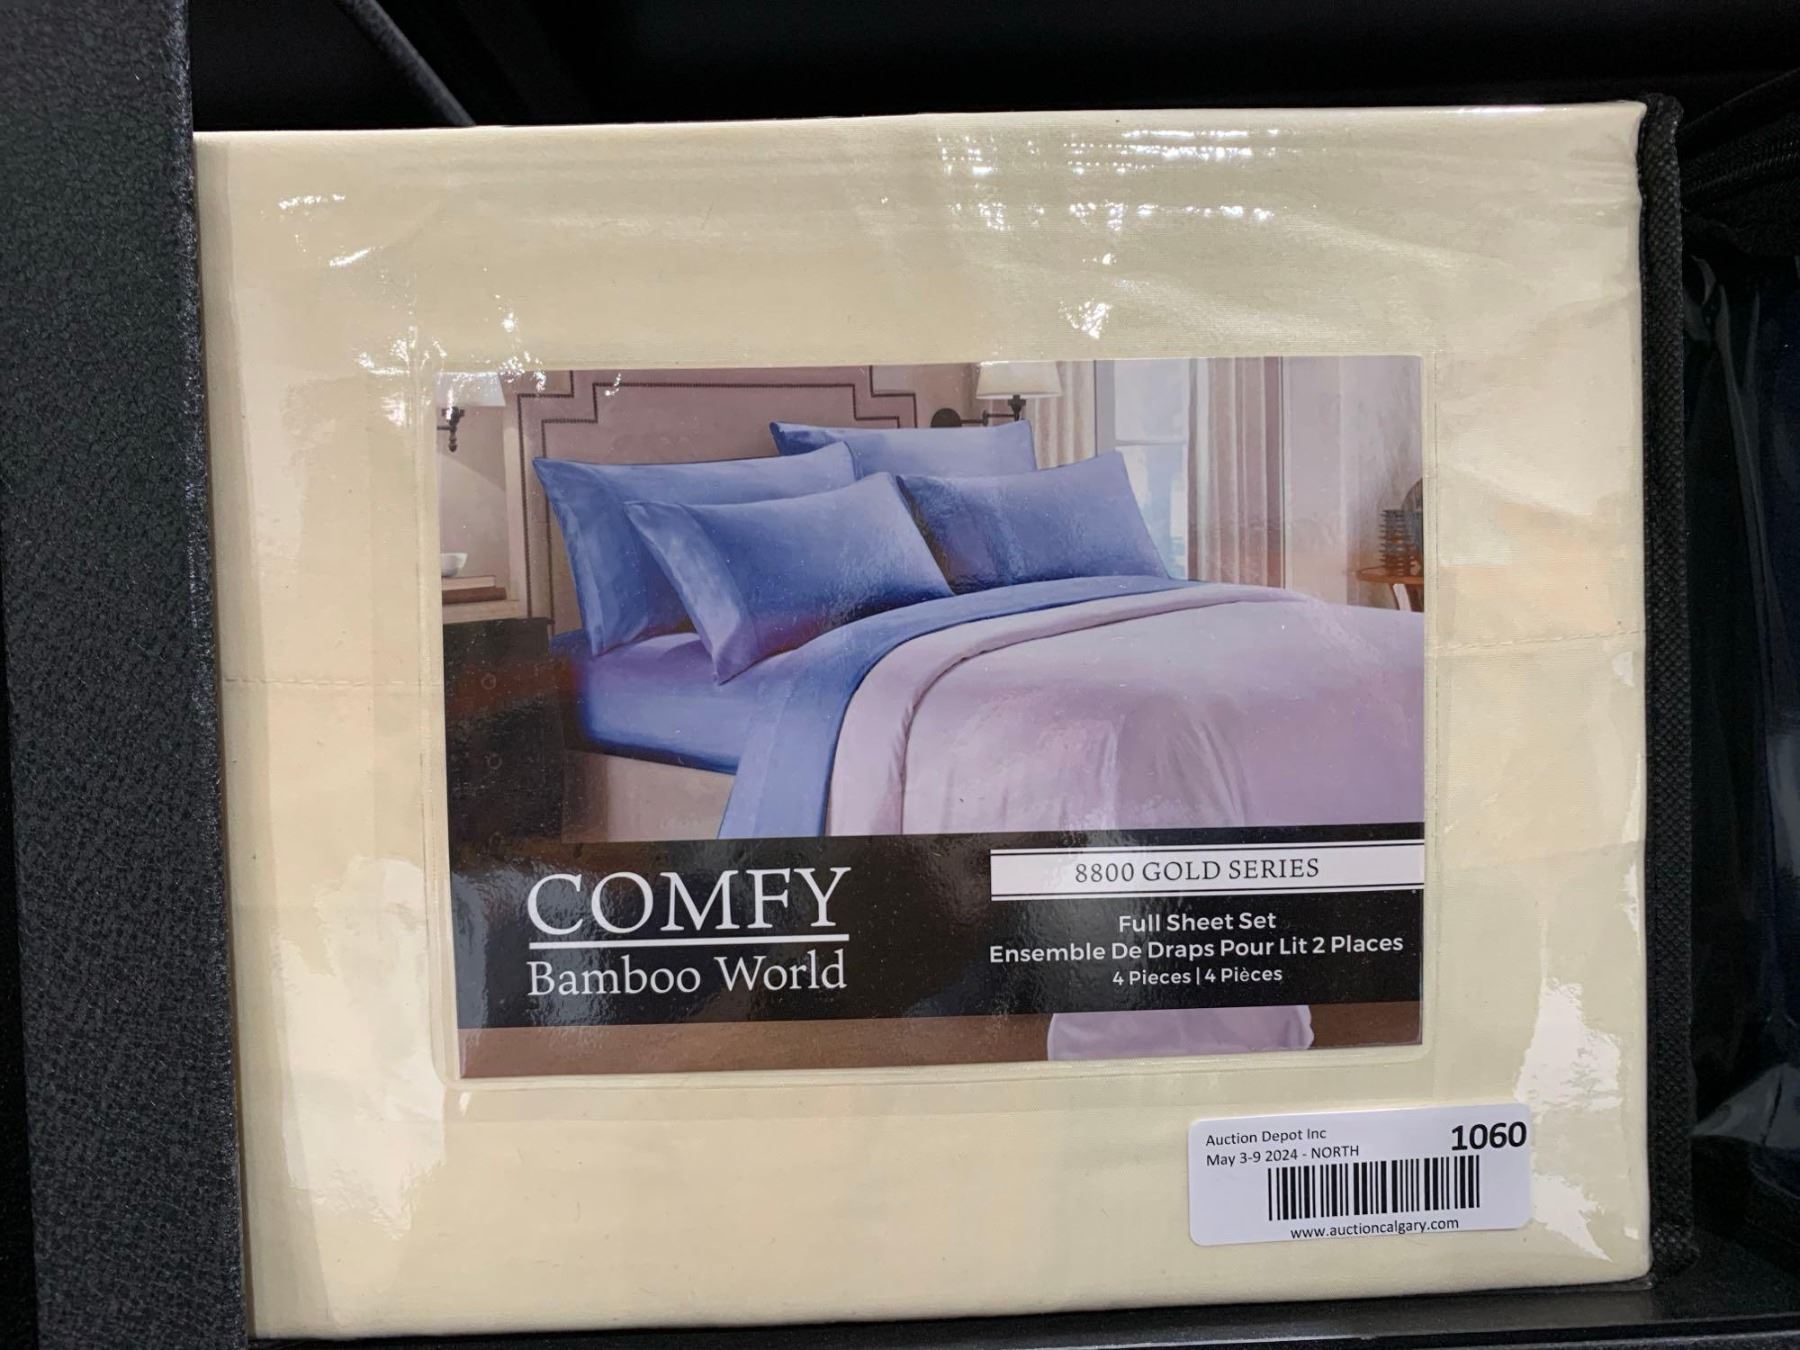 COMFY
Bamboo World
8800 GOLD SERIES
Full Sheet Set
Ensemble De Draps Pour Lit 2 Places
4 Pieces | 4 Pièces
Auction Depot Inc
1060
May 3-9 2024 - NORTH
www.auctioncalgary.com